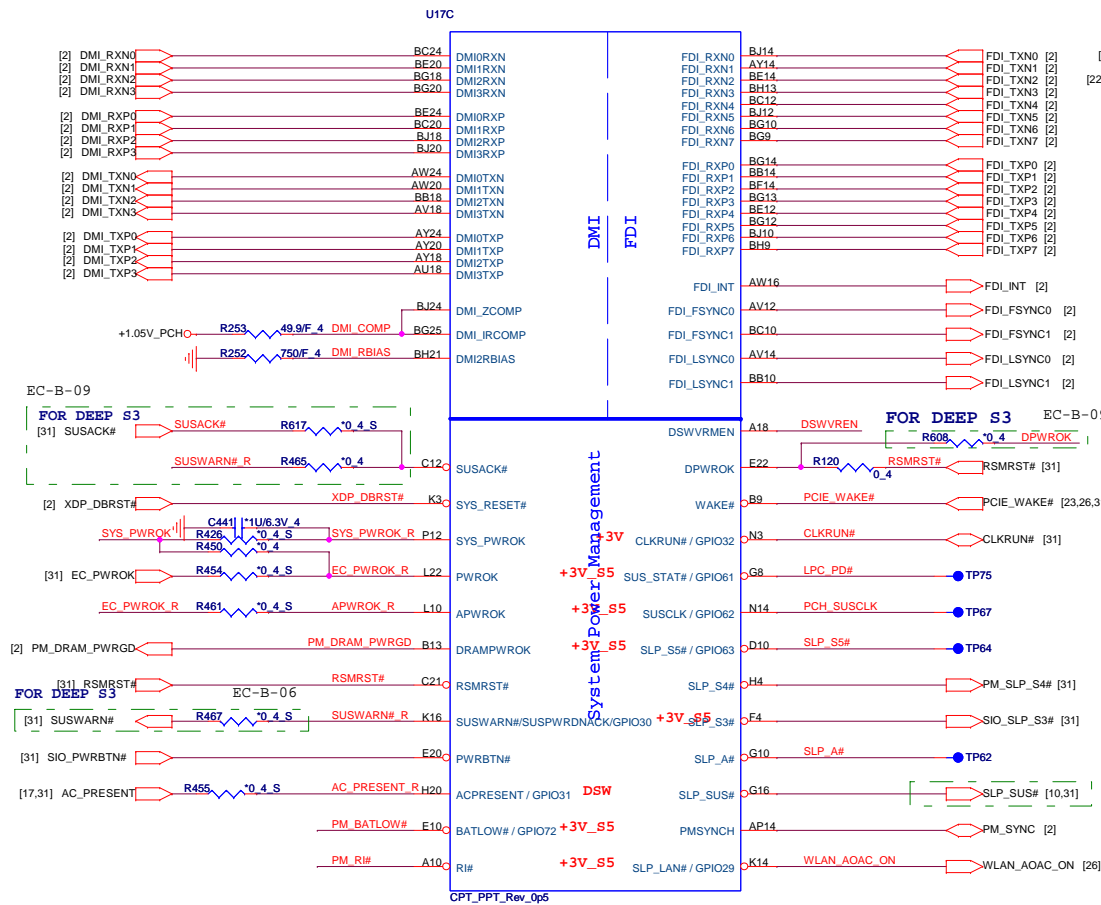 U17C
[2] DMI_RXN0 BC24 DMI0RXN
[2] DMI_RXN1 BE20 DMI1RXN
[2] DMI_RXN2 BG18 DMI2RXN
[2] DMI_RXN3 BG20 DMI3RXN
[2] DMI_RXP0 BE24 DMI0RXP
[2] DMI_RXP1 BC20 DMI1RXP
[2] DMI_RXP2 BJ18 DMI2RXP
[2] DMI_RXP3 BJ20 DMI3RXP
[2] DMI_TXN0 AW24 DMI0TXN
[2] DMI_TXN1 AW20 DMI1TXN
[2] DMI_TXN2 BB18 DMI2TXN
[2] DMI_TXN3 AV18 DMI3TXN
[2] DMI_TXP0 AY24 DMI0TXP
[2] DMI_TXP1 AY20 DMI1TXP
[2] DMI_TXP2 AY18 DMI2TXP
[2] DMI_TXP3 AU18 DMI3TXP
BJ24 DMI_ZCOMP
+1.05V_PCH R253 49.9/F_4 DMI_COMP BG25 DMI_IRCOMP
R252 750/F_4 DMI_RBIAS BH21 DMI2RBIAS
DMI
FDI
FDI_RXN0 BJ14 FDI_TXN0 [2] [
FDI_RXN1 AY14 FDI_TXN1 [2]
FDI_RXN2 BE14 FDI_TXN2 [2] [22
FDI_RXN3 BH13 FDI_TXN3 [2]
FDI_RXN4 BC12 FDI_TXN4 [2]
FDI_RXN5 BJ12 FDI_TXN5 [2]
FDI_RXN6 BG10 FDI_TXN6 [2]
FDI_RXN7 BG9 FDI_TXN7 [2]
FDI_RXP0 BG14 FDI_TXP0 [2]
FDI_RXP1 BB14 FDI_TXP1 [2]
FDI_RXP2 BF14 FDI_TXP2 [2]
FDI_RXP3 BG13 FDI_TXP3 [2]
FDI_RXP4 BE12 FDI_TXP4 [2]
FDI_RXP5 BG12 FDI_TXP5 [2]
FDI_RXP6 BJ10 FDI_TXP6 [2]
FDI_RXP7 BH9 FDI_TXP7 [2]
FDI_INT AW16 FDI_INT [2]
FDI_FSYNC0 AV12 FDI_FSYNC0 [2]
FDI_FSYNC1 BC10 FDI_FSYNC1 [2]
FDI_LSYNC0 AV14 FDI_LSYNC0 [2]
FDI_LSYNC1 BB10 FDI_LSYNC1 [2]
EC-B-09
FOR DEEP S3
[31] SUSACK# SUSACK# R617 *0_4_S
SUSWARN#_R R465 *0_4 C12 SUSACK#
[2] XDP_DBRST# XDP_DBRST# K3 SYS_RESET#
C441 *1U/6.3V_4
SYS_PWROK R426 *0_4_S SYS_PWROK_R P12 SYS_PWROK
R450 *0_4
[31] EC_PWROK R454 *0_4_S EC_PWROK_R L22 PWROK
EC_PWROK_R R461 *0_4_S APWROK L10 APWROK
[2] PM_DRAM_PWRGD PM_DRAM_PWRGD B13 DRAMPWROK
[31] RSMRST# RSMRST# C21 RSMRST#
FOR DEEP S3 EC-B-06
[31] SUSWARN# R467 *0_4_S SUSWARN#_R K16 SUSWARN#/SUSPWRDNACK/GPIO30 +3V_S5
[31] SIO_PWRBTN# E20 PWRBTN#
[17,31] AC_PRESENT R455 *0_4_S AC_PRESENT_R H20 ACPRESENT / GPIO31 DSW
PM_BATLOW# E10 BATLOW# / GPIO72 +3V_S5
PM_RI# A10 RI# +3V_S5
System Power Management
FOR DEEP S3 EC-B-09
DSWVRMEN A18 DSWVREN
R608 *0_4 DPWROK
DPWROK E22 R120 0_4 RSMRST# RSMRST# [31]
WAKE# B9 PCIE_WAKE# PCIE_WAKE# [23,26,3
+3V CLKRUN# / GPIO32 N3 CLKRUN# CLKRUN# [31]
+3V_S5 SUS_STAT# / GPIO61 G8 LPC_PD# TP75
+3V_S5 SUSCLK / GPIO62 N14 PCH_SUSCLK TP67
+3V_S5 SLP_S5# / GPIO63 D10 SLP_S5# TP64
SLP_S4# H4 PM_SLP_S4# [31]
SLP_S3# F4 SIO_SLP_S3# [31]
SLP_A# G10 SLP_A# TP62
SLP_SUS# G16 SLP_SUS# [10,31]
PMSYNCH AP14 PM_SYNC [2]
SLP_LAN# / GPIO29 K14 WLAN_AOAC_ON WLAN_AOAC_ON [26]
CPT_PPT_Rev_0p5